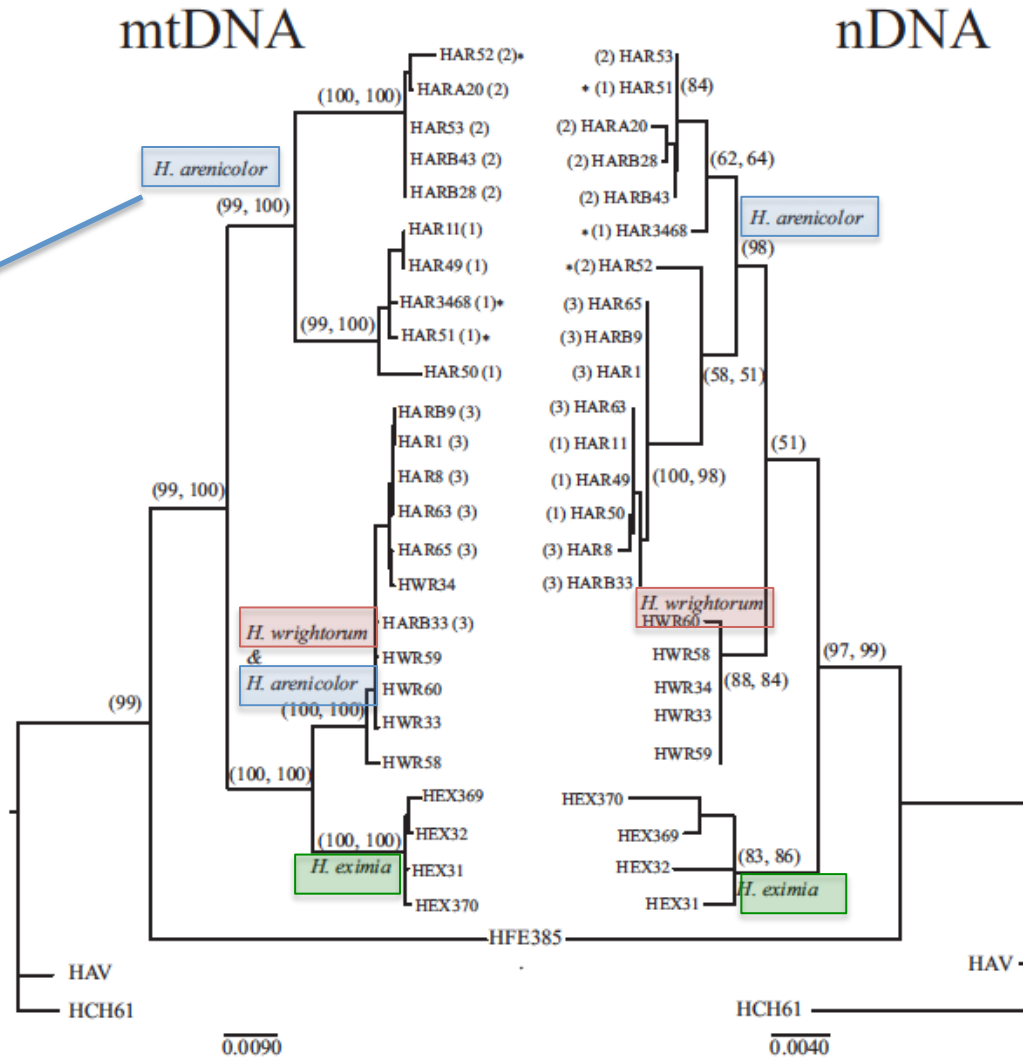 mtDNA
HAR52 (2)*
HARA20 (2)
(100, 100)
HAR53 (2)
HARB43 (2)
H. arenicolor
HARB28 (2)
(99, 100)
HAR11(1)
HAR49 (1)
HAR3468 (1)*
(99, 100)
HAR51 (1)*
HAR50 (1)
HARB9 (3)
HAR1 (3)
HAR8 (3)
(99, 100)
HAR63 (3)
HAR65 (3)
HWR34
HARB33 (3)
H. wrightorum
&
H. arenicolor
HWR59
HWR60
(100, 100)
(99)
HWR33
HWR58
(100, 100)
HEX369
HEX32
(100, 100)
H. eximia
HEX31
HEX370
HFE385
HAV
HCH61
0.0090
nDNA
(2) HAR53
* (1) HAR51
(84)
(2) HARA20
(2) HARB28
(62, 64)
(2) HARB43
H. arenicolor
*(1) HAR3468
(98)
*(2) HAR52
(3) HAR65
(3) HARB9
(3) HAR1
(58, 51)
(3) HAR63
(1) HAR11
(51)
(1) HAR49
(100, 98)
(1) HAR50
(3) HAR8
(3) HARB33
H. wrightorum
HWR60
HWR58
(97, 99)
(88, 84)
HWR34
HWR33
HWR59
HEX370
HEX369
(83, 86)
HEX32
H. eximia
HEX31
HAV
HCH61
0.0040